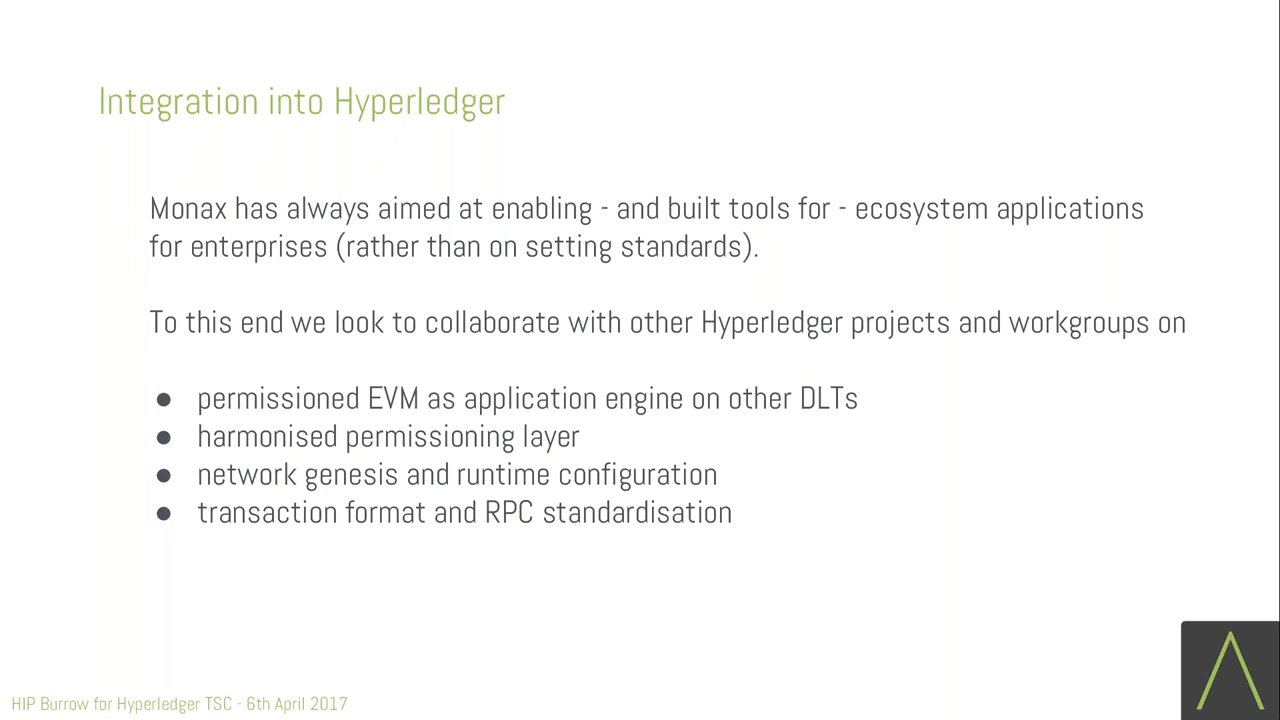 Integration into Hyperledger
Monax has always aimed at enabling - and built tools for - ecosystem applications
for enterprises (rather than on setting standards).
To this end we look to collaborate with other Hyperledger projects and workgroups on
● permissioned EVM as application engine on other DLTs
● harmonised permissioning layer
● network genesis and runtime configuration
● transaction format and RPC standardisation
HIP Burrow for Hyperledger TSC - 6th April 2017